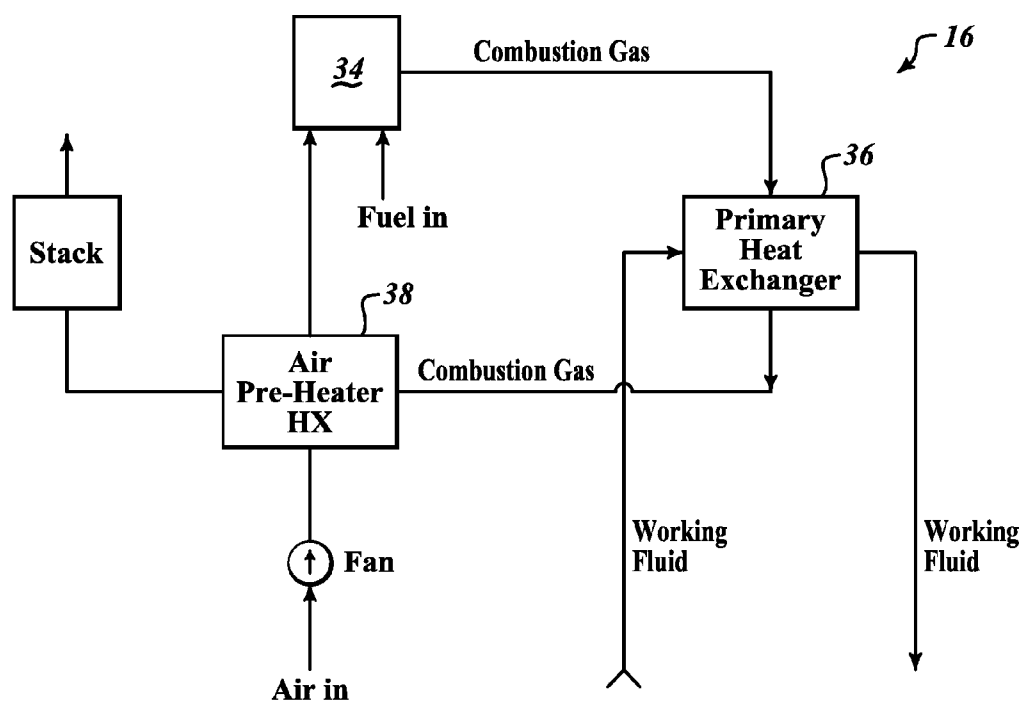 16
Combustion Gas
34
36
Fuel in
Primary
Heat
Exchanger
Stack
38
Air
Pre-Heater
HX
Combustion Gas
Working
Fluid
Working
Fluid
Fan
Air in